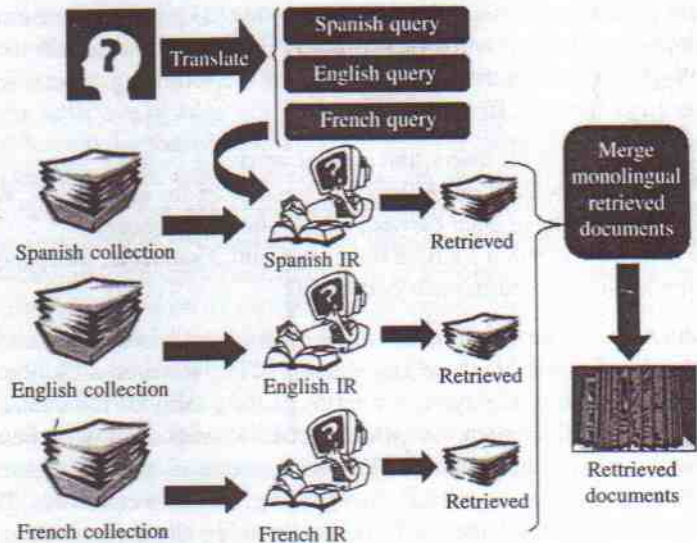 ?
Translate
Spanish query
English query
French query
Merge
monolingual
retrieved
documents
?
Spanish collection
Spanish IR
Retrieved
?
English collection
English IR
Retrieved
?
French collection
French IR
Retrieved
Rettrieved
documents